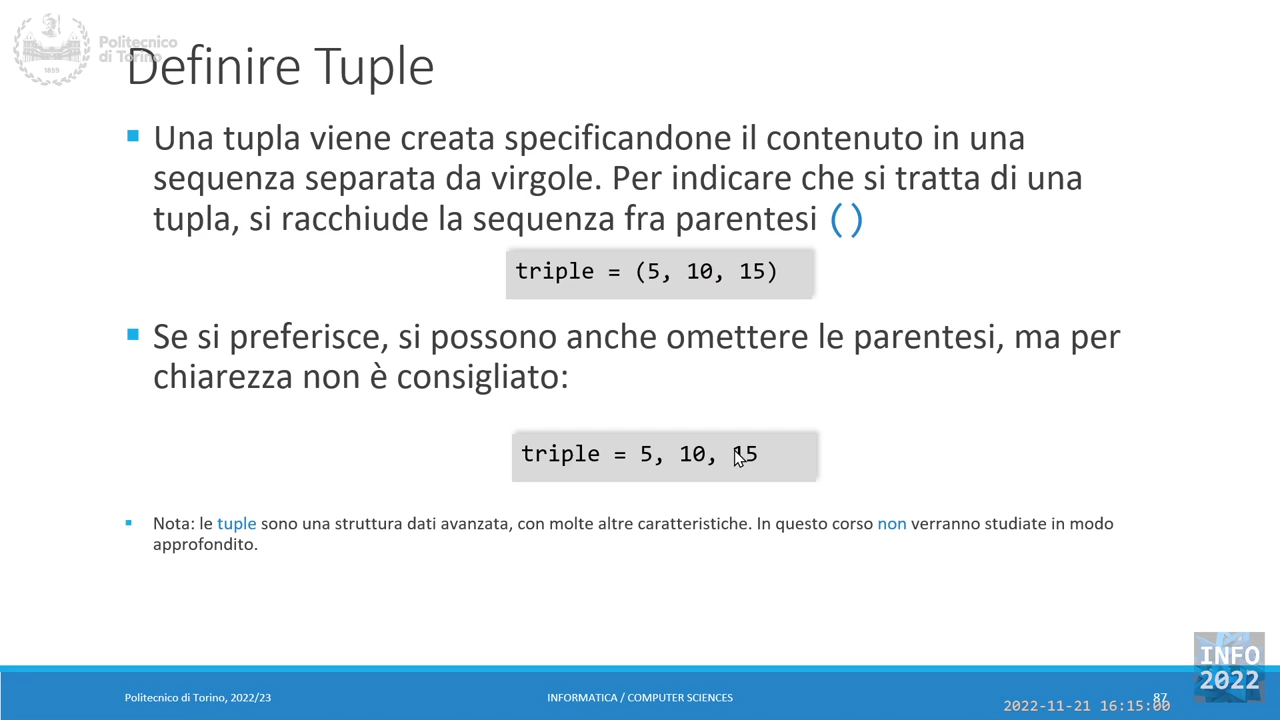 Politecnico
di Torino
1859
Definire Tuple
▪ Una tupla viene creata specificandone il contenuto in una
sequenza separata da virgole. Per indicare che si tratta di una
tupla, si racchiude la sequenza fra parentesi ()
triple = (5, 10, 15)
▪ Se si preferisce, si possono anche omettere le parentesi, ma per
chiarezza non è consigliato:
triple = 5, 10, 15
▪ Nota: le tuple sono una struttura dati avanzata, con molte altre caratteristiche. In questo corso non verranno studiate in modo
approfondito.
INFO
2022
Politecnico di Torino, 2022/23
INFORMATICA / COMPUTER SCIENCES
87
2022-11-21 16:15:00